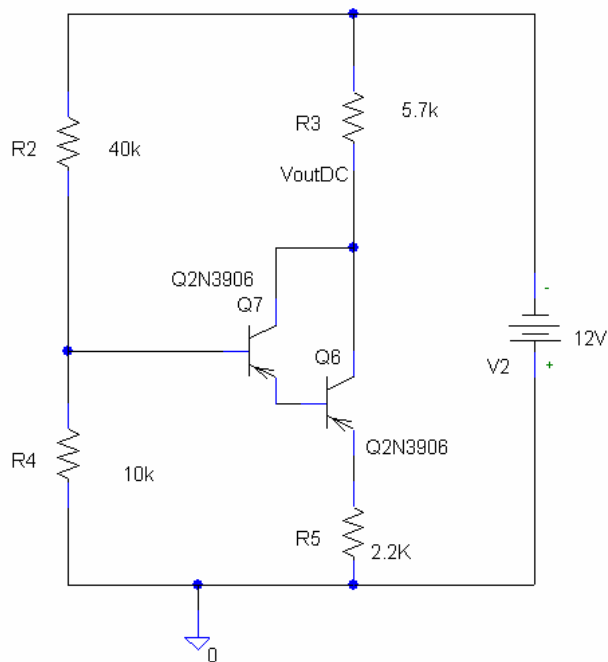 R3
5.7k
R2
40k
VoutDC
Q2N3906
Q7
-
Q6
12V
V2
+
Q2N3906
R4
10k
R5
2.2K
0